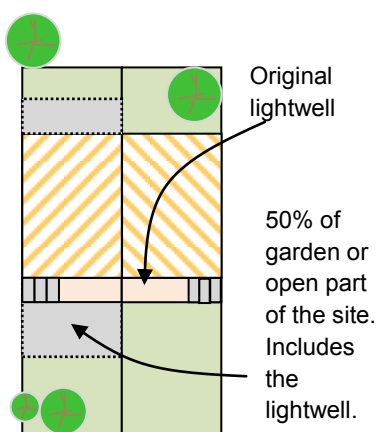 Original
lightwell
50% of
garden or
open part
of the site.
Includes
the
lightwell.